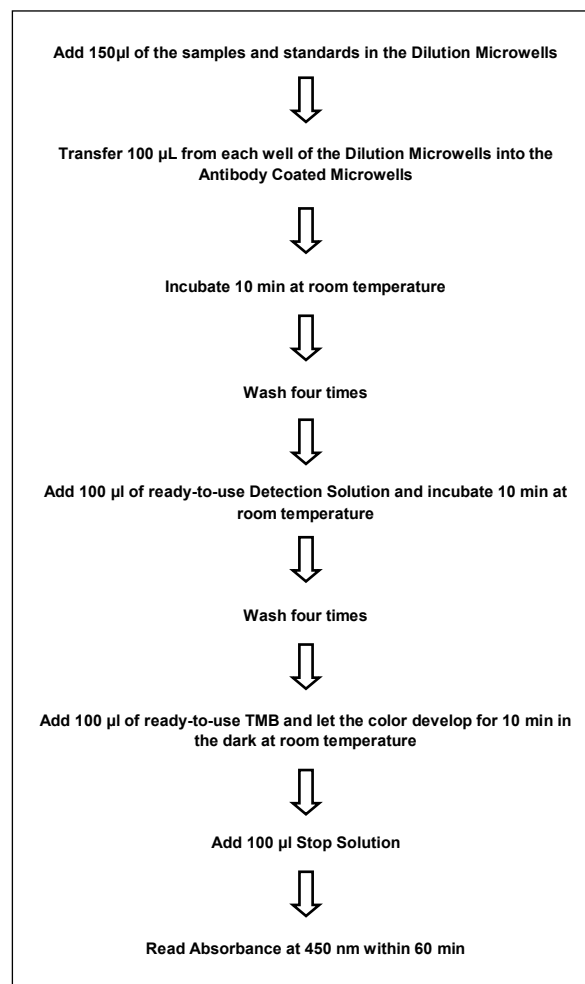 Add 150µl of the samples and standards in the Dilution Microwells
Transfer 100 µL from each well of the Dilution Microwells into the
Antibody Coated Microwells
Incubate 10 min at room temperature
Wash four times
Add 100 µl of ready-to-use Detection Solution and incubate 10 min at
room temperature
Wash four times
Add 100 µl of ready-to-use TMB and let the color develop for 10 min in
the dark at room temperature
Add 100 µl Stop Solution
Read Absorbance at 450 nm within 60 min